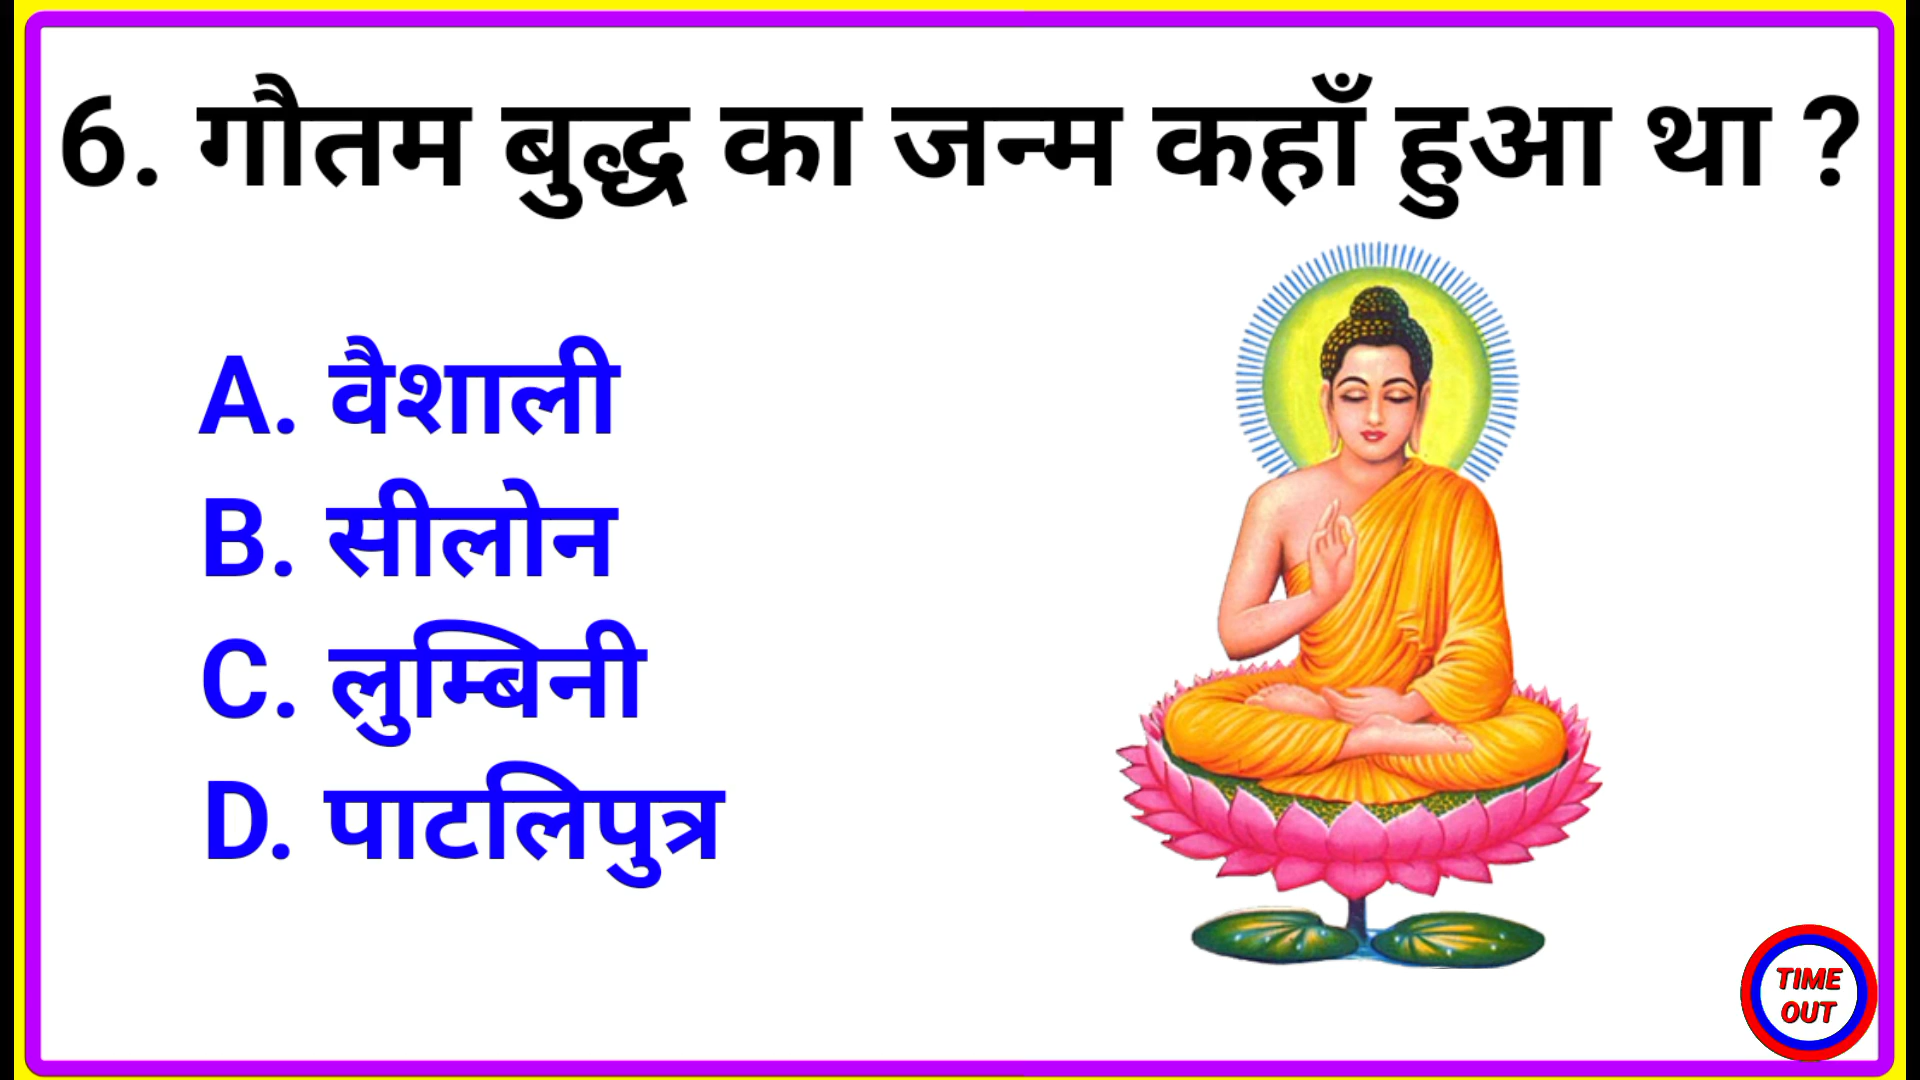 6. गौतम बुद्ध का जन्म कहाँ हुआ था ?
A. वैशाली
B. सीलोन
C. लुम्बिनी
D. पाटलिपुत्र
TIME
OUT